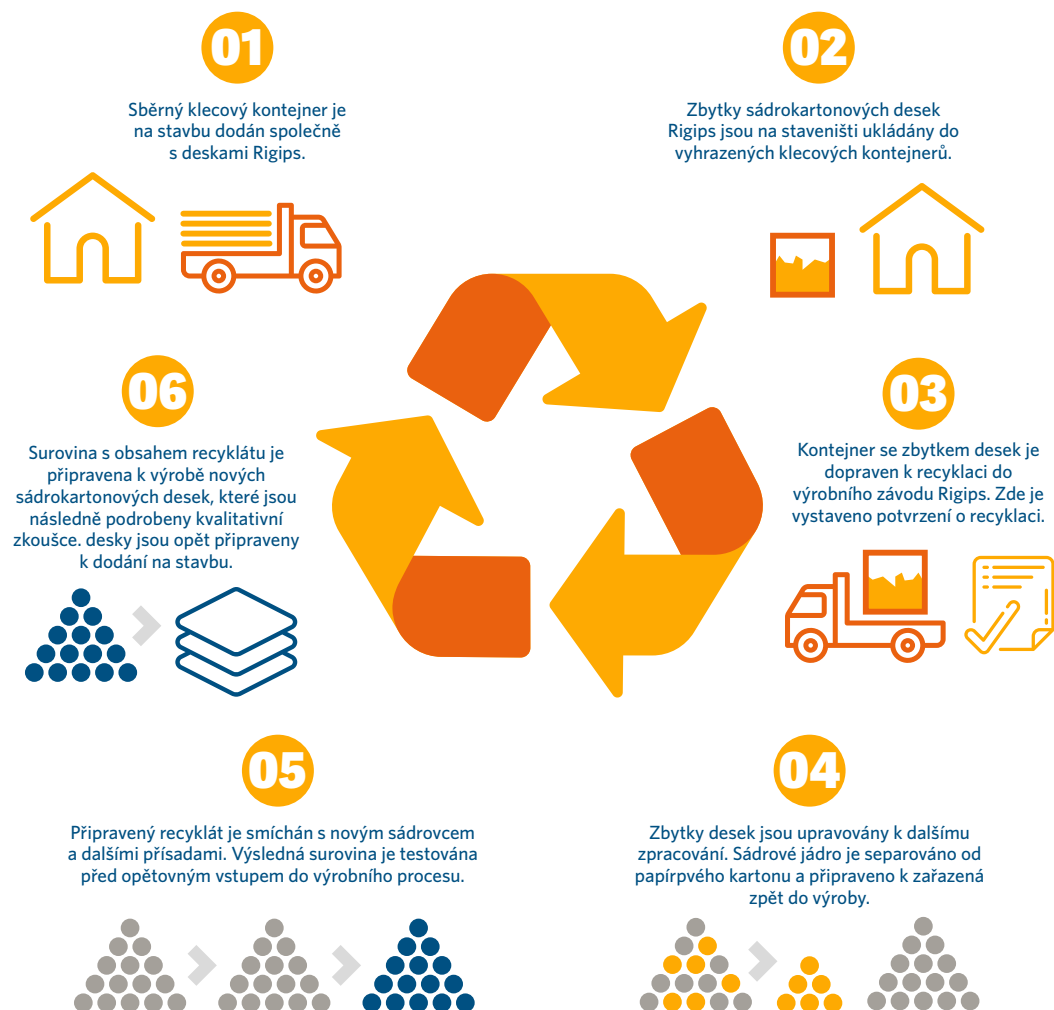 01
Sběrný klecový kontejner je
na stavbu dodán společně
s deskami Rigips.
02
Zbytky sádrokartonových desek
Rigips jsou na staveništi ukládány do
vyhrazených klecových kontejnerů.
03
Kontejner se zbytkem desek je
dopraven k recyklaci do
výrobního závodu Rigips. Zde je
vystaveno potvrzení o recyklaci.
04
Zbytky desek jsou upravovány k dalšímu
zpracování. Sádrové jádro je separováno od
papírpvého kartonu a připraveno k zařazená
zpět do výroby.
05
Připravený recyklát je smíchán s novým sádrovcem
a dalšími přísadami. Výsledná surovina je testována
před opětovným vstupem do výrobního procesu.
06
Surovina s obsahem recyklátu je
připravena k výrobě nových
sádrokartonových desek, které jsou
následně podrobeny kvalitativní
zkoušce. desky jsou opět připraveny
k dodání na stavbu.